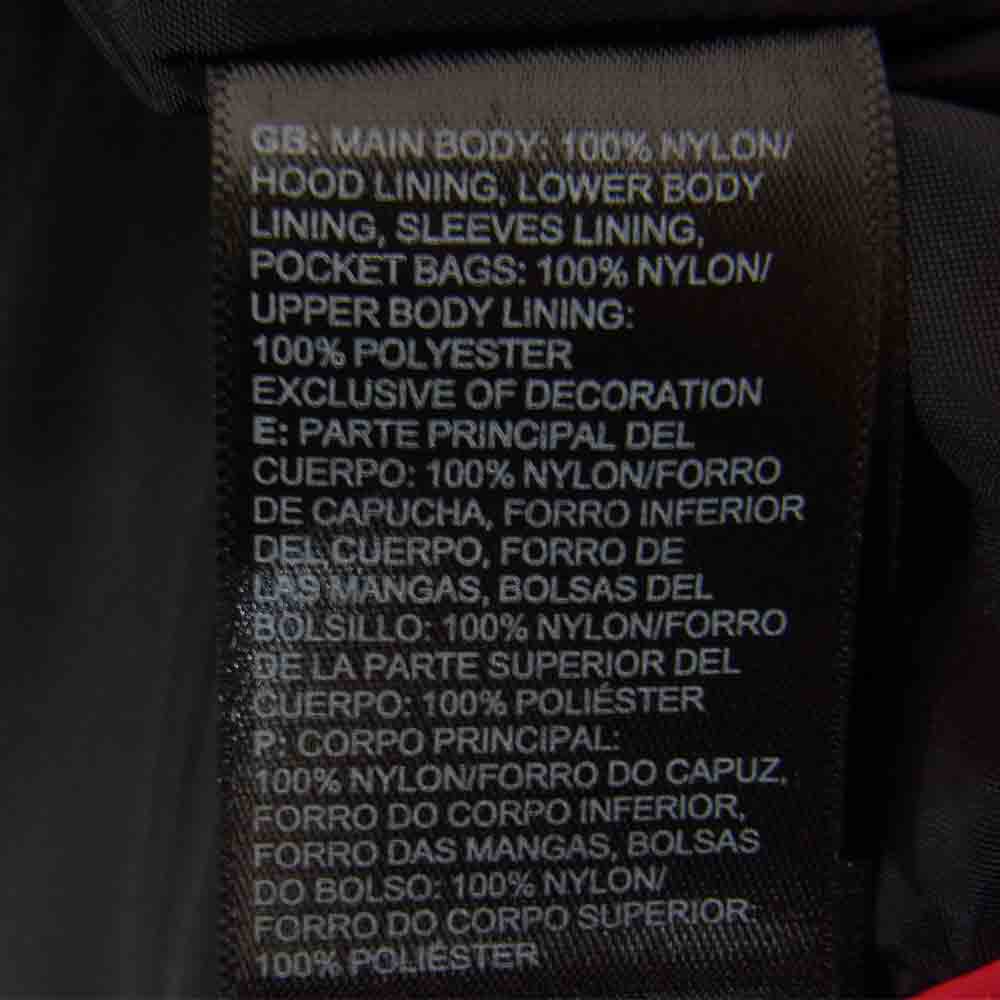 GB: MAIN BODY: 100% NYLON/
HOOD LINING, LOWER BODY
LINING, SLEEVES LINING,
POCKET BAGS: 100% NYLON/
UPPER BODY LINING:
100% POLYESTER
EXCLUSIVE OF DECORATION
E: PARTE PRINCIPAL DEL
CUERPO: 100% NYLON/FORRO
DE CAPUCHA, FORRO INFERIOR
DEL CUERPO, FORRO DE
LAS MANGAS, BOLSAS DEL
BOLSILLO: 100% NYLON/FORRO
DE LA PARTE SUPERIOR DEL
CUERPO: 100% POLIÉSTER
P: CORPO PRINCIPAL:
100% NYLON/FORRO DO CAPUZ,
FORRO DO CORPO INFERIOR,
FORRO DAS MANGAS, BOLSAS
DO BOLSO: 100% NYLON/
FORRO DO CORPO SUPERIOR:
100% POLIÉSTER